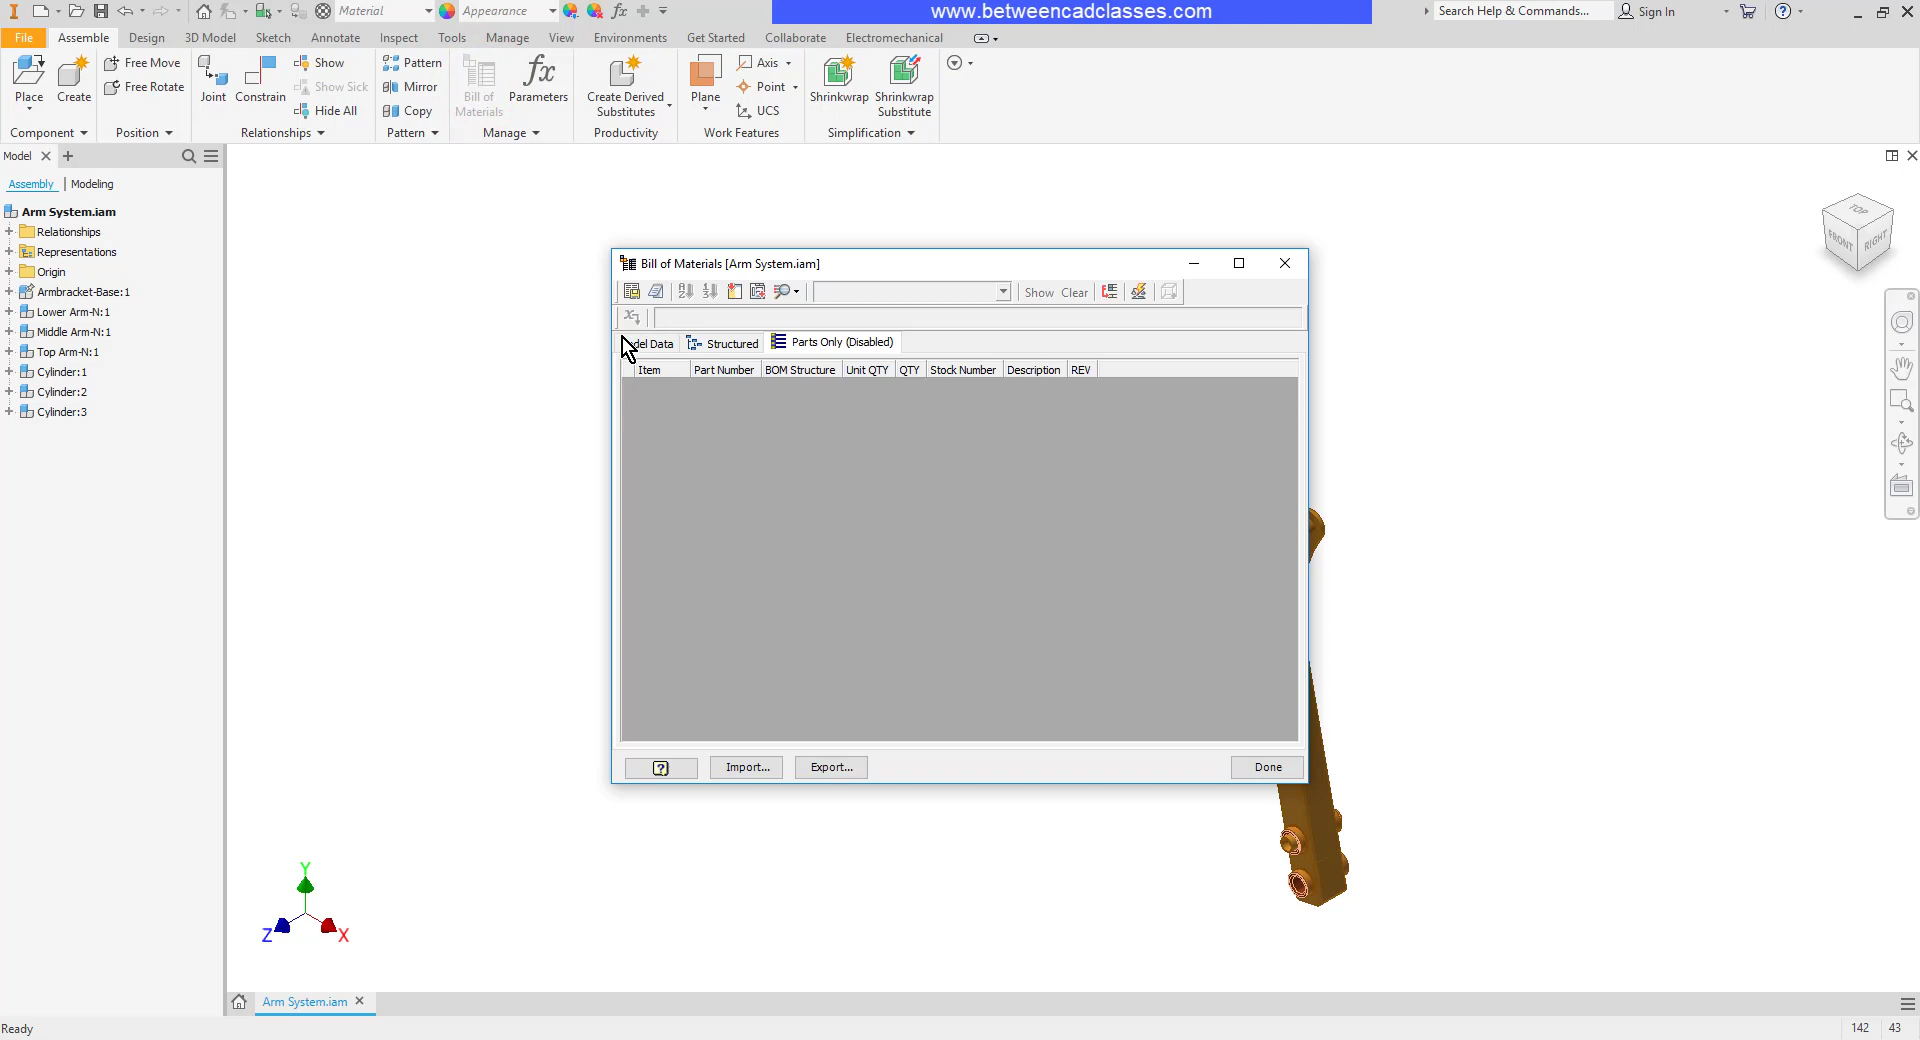 Material
Appearance
fx
www.betweencadclasses.com
Search Help & Commands...
Sign In
File
Assemble
Design
3D Model
Sketch
Annotate
Inspect
Tools
Manage
View
Environments
Get Started
Collaborate
Electromechanical
Place
Create
Free Move
Free Rotate
Joint
Constrain
Show
Show Sick
Hide All
Pattern
Mirror
Copy
Bill of
Materials
fx
Parameters
Create Derived
Substitutes
Plane
Axis
Point
UCS
Shrinkwrap
Shrinkwrap
Substitute
Component
Position
Relationships
Pattern
Manage
Productivity
Work Features
Simplification
Model
Assembly
Modeling
Arm System.iam
Relationships
Representations
Origin
Armbracket-Base:1
Lower Arm-N:1
Middle Arm-N:1
Top Arm-N:1
Cylinder:1
Cylinder:2
Cylinder:3
TOP
FRONT
RIGHT
Bill of Materials [Arm System.iam]
Show
Clear
Data
Structured
Parts Only (Disabled)
Item
Part Number
BOM Structure
Unit QTY
QTY
Stock Number
Description
REV
Import...
Export...
Done
Y
Z
X
Arm System.iam
Ready
142
43